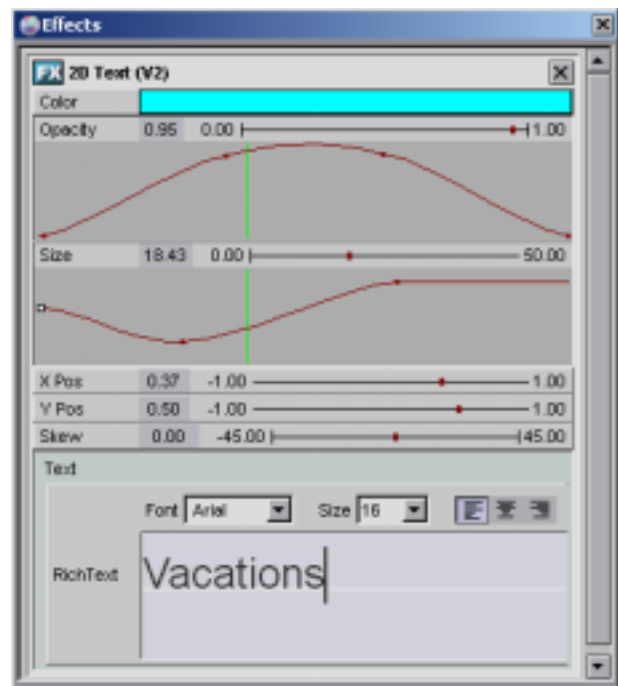 Effects
FX 2D Text (V2)
Color
Opacity 0.95 0.00 1.00
Size 18.43 0.00 50.00
X Pos 0.37 -1.00 1.00
Y Pos 0.50 -1.00 1.00
Skew 0.00 -45.00 45.00
Text
Font Arial Size 16
RichText Vacations